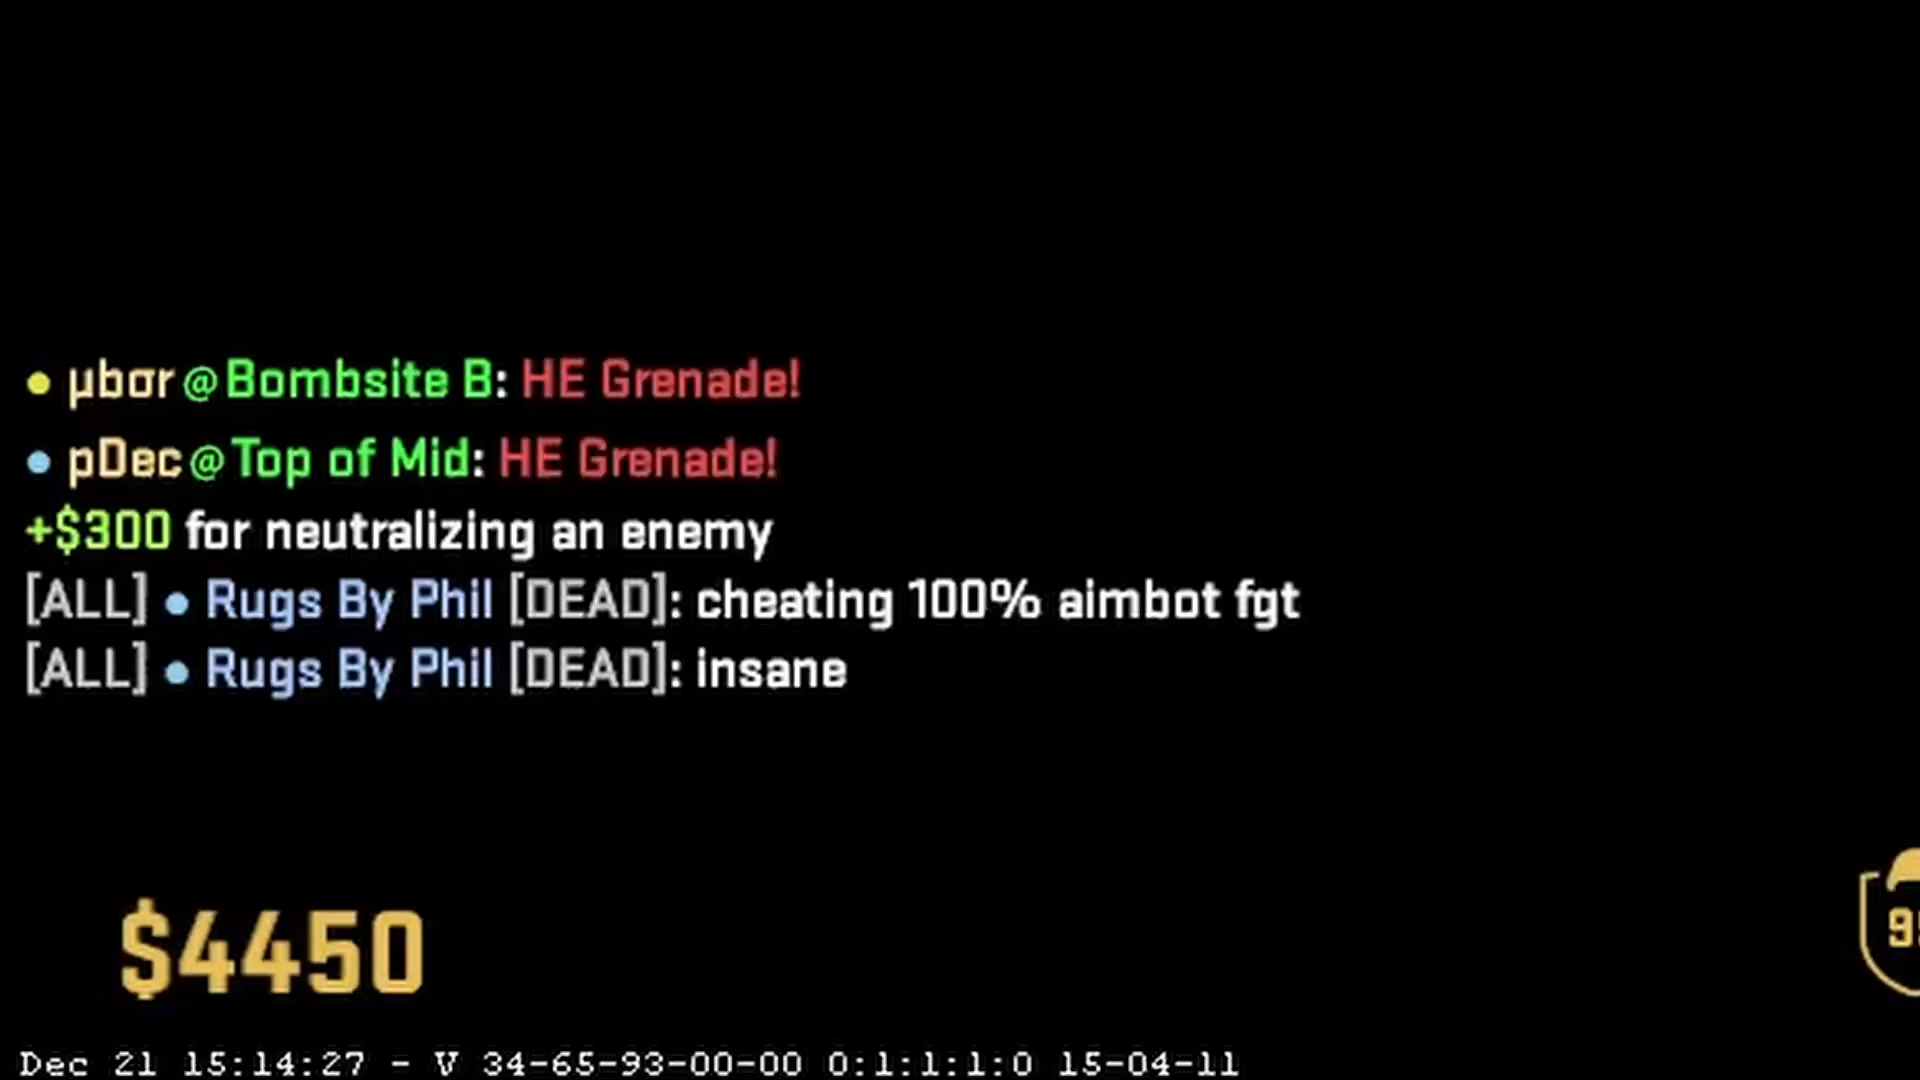 • μbσr@Bombsite B: HE Grenade!
• pDec@Top of Mid: HE Grenade!
+$300 for neutralizing an enemy
[ALL] • Rugs By Phil [DEAD]: cheating 100% aimbot fgt
[ALL] • Rugs By Phil [DEAD]: insane
$4450
Dec 21 15:14:27 - V 34-65-93-00-00 0:1:1:1:0 15-04-11